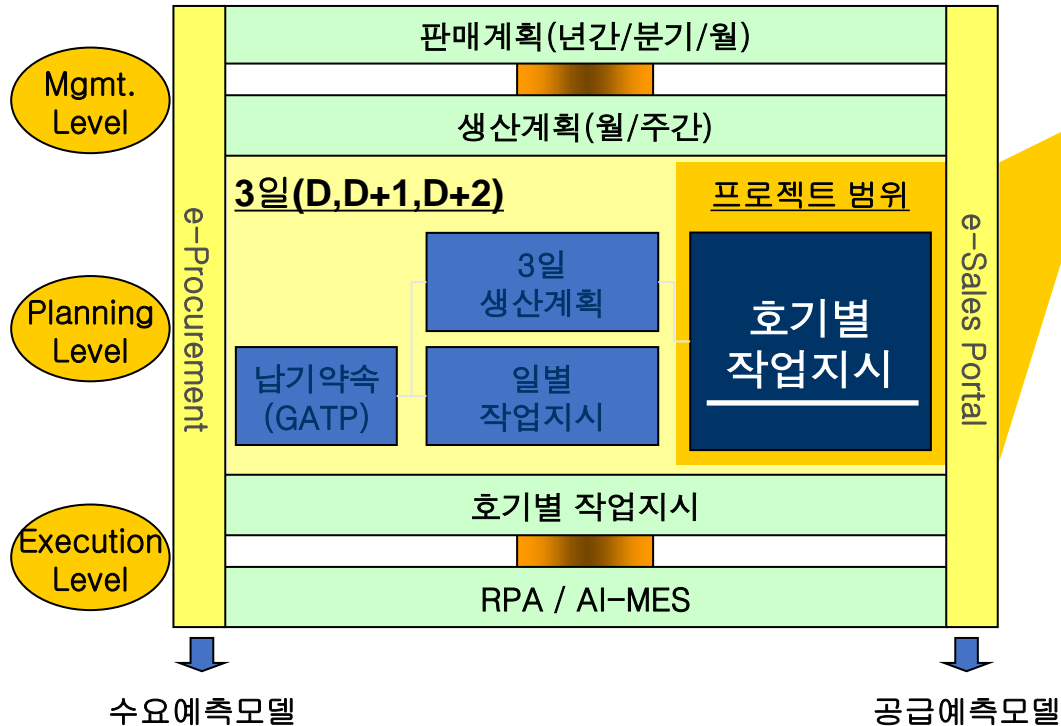 판매계획(년간/분기/월)
Mgmt.
Level
생산계획(월/주간)
3일(D,D+1,D+2)
프로젝트 범위
e-Procurement
e-Sales Portal
3일
생산계획
호기별
작업지시
Planning
Level
납기약속
(GATP)
일별
작업지시
호기별 작업지시
Execution
Level
RPA / AI-MES
수요예측모델
공급예측모델